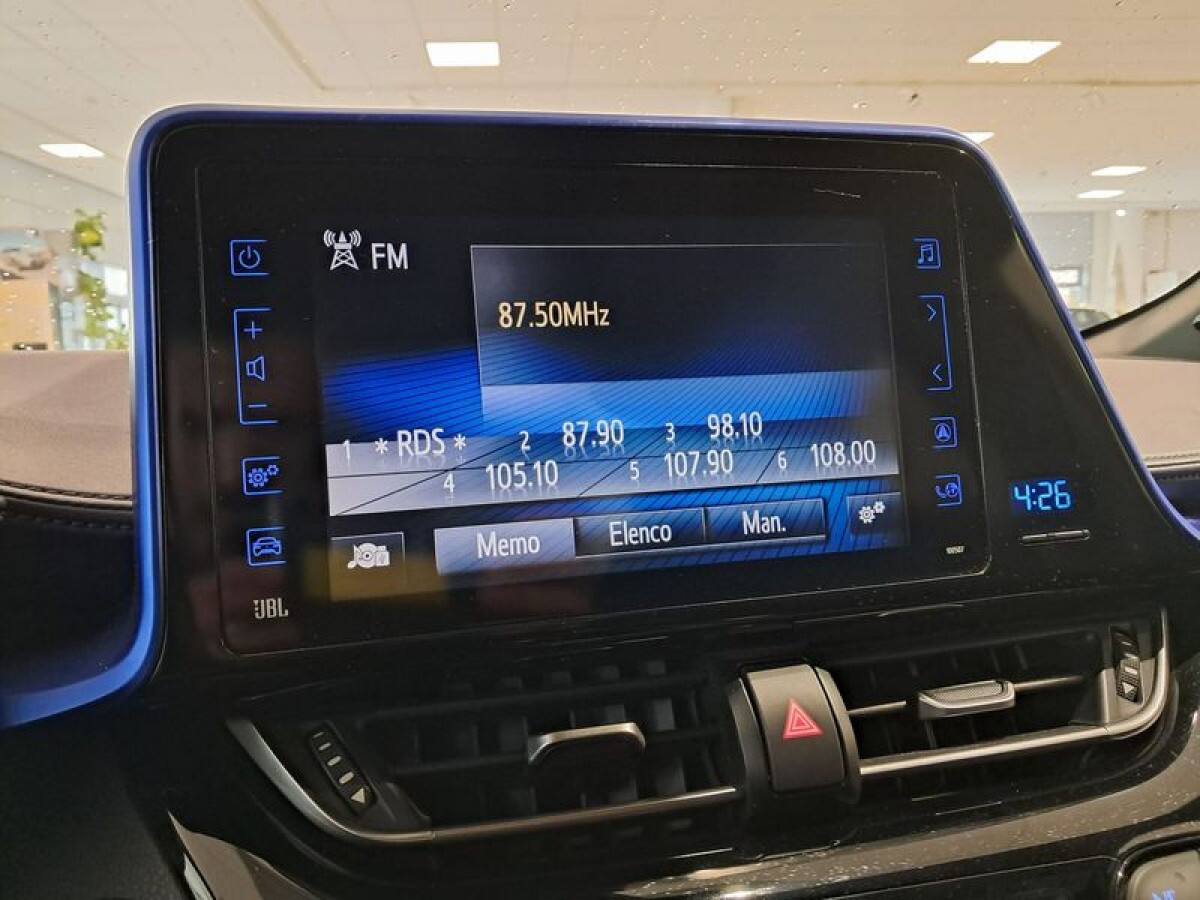 FM
87.50MHz
1 *RDS* 2 87.90 3 98.10
4 105.10 5 107.90 6 108.00
Memo Elenco Man.
4:26
JBL